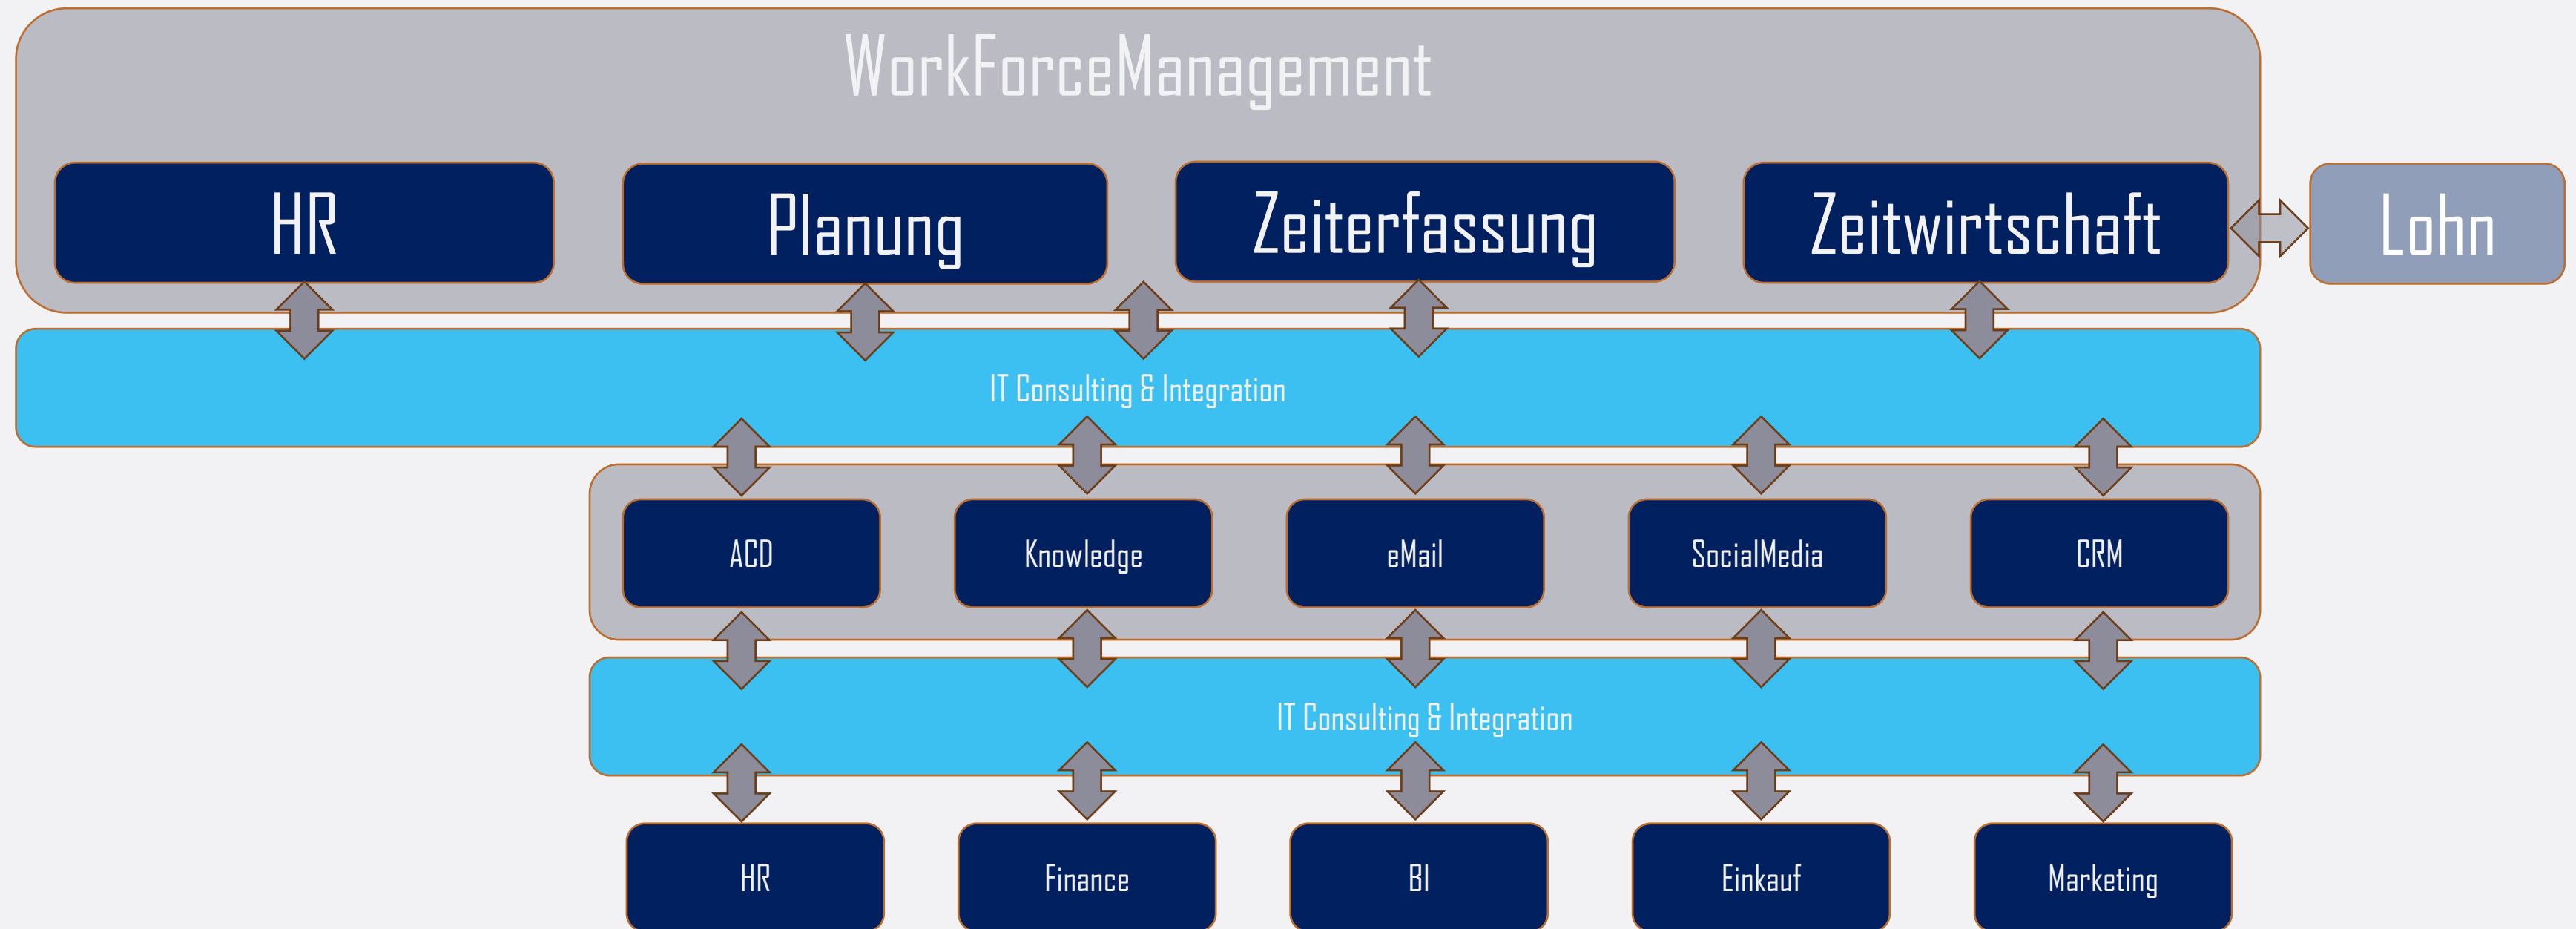 WorkForceManagement
HR
Planung
Zeiterfassung
Zeitwirtschaft
Lohn
IT Consulting & Integration
ACD
Knowledge
eMail
SocialMedia
CRM
IT Consulting & Integration
HR
Finance
BI
Einkauf
Marketing